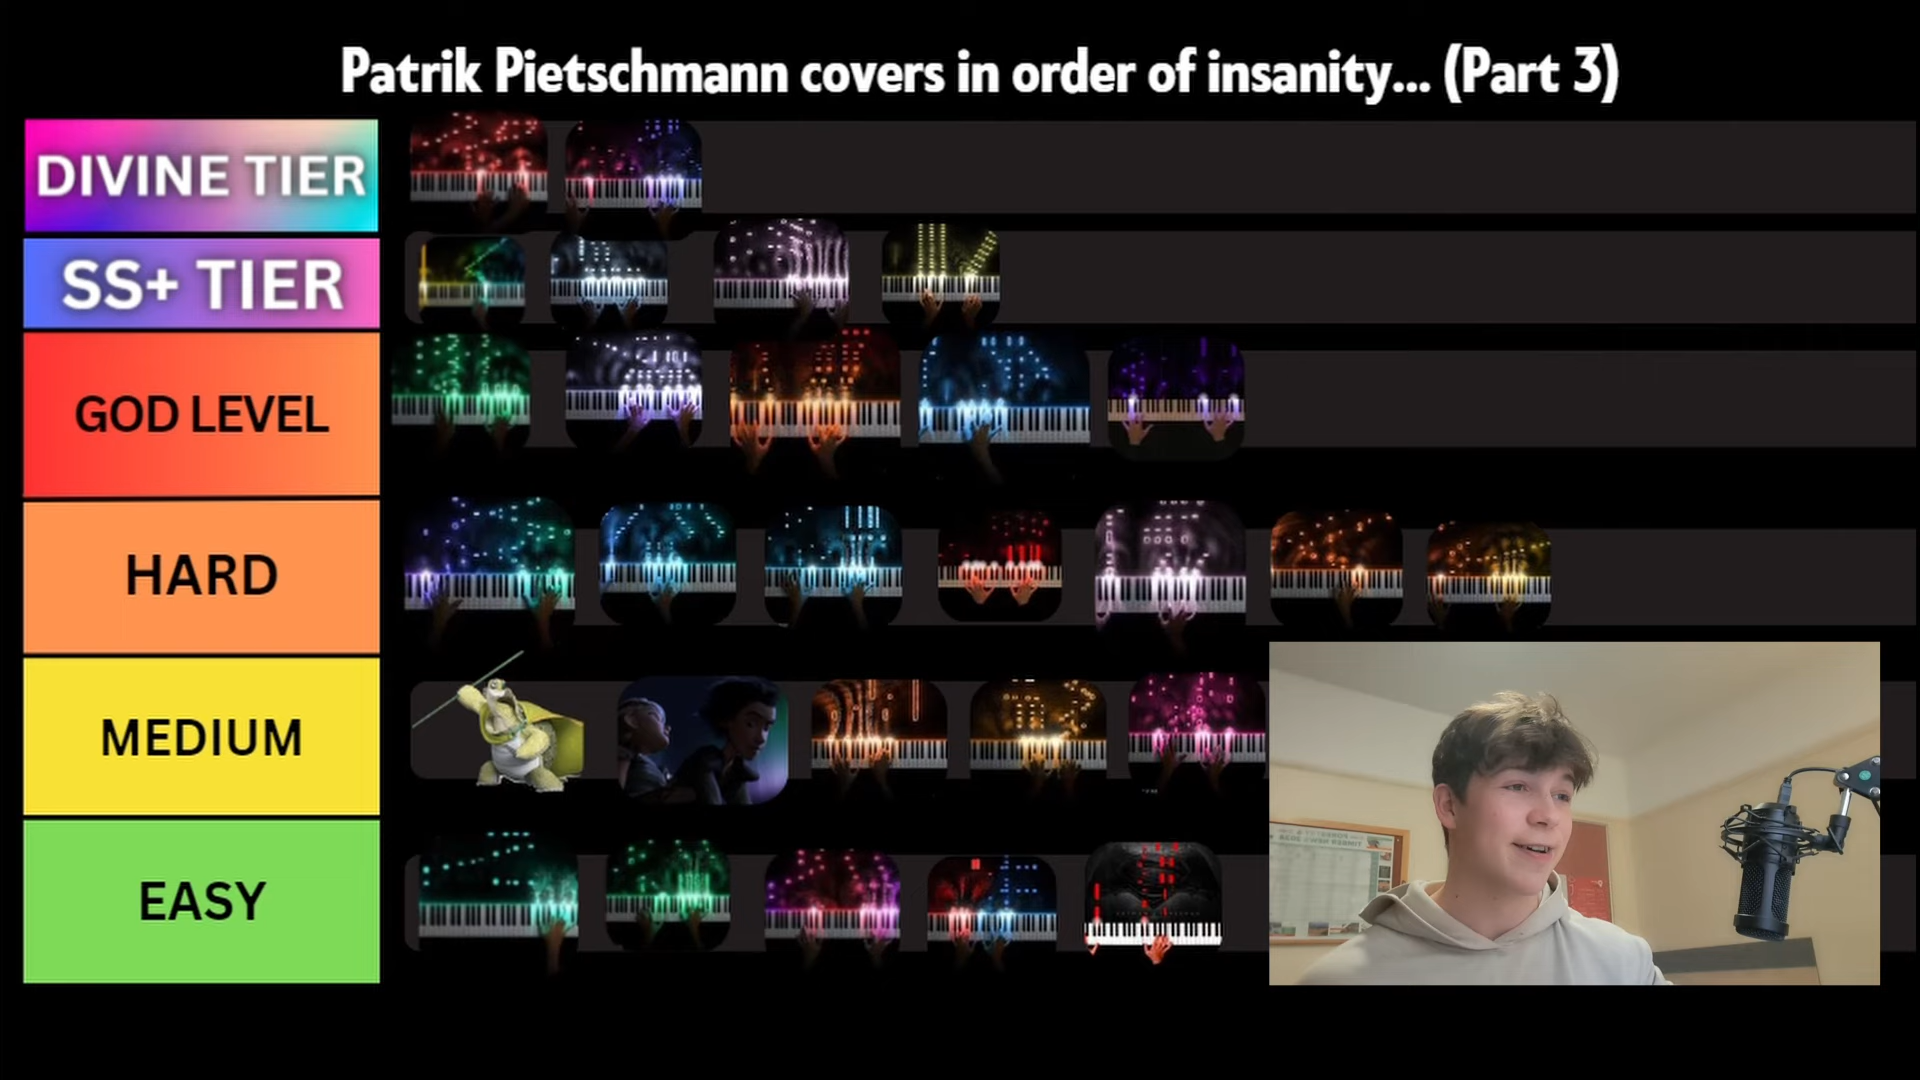 Patrik Pietschmann covers in order of insanity... (Part 3)
DIVINE TIER
SS+ TIER
GOD LEVEL
HARD
MEDIUM
EASY